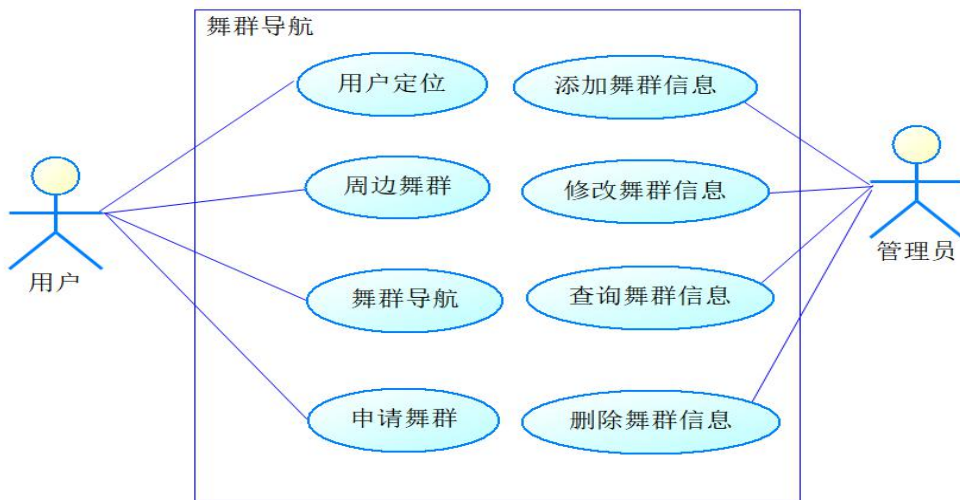 舞群导航
用户定位
添加舞群信息
周边舞群
修改舞群信息
用户
管理员
舞群导航
查询舞群信息
申请舞群
删除舞群信息